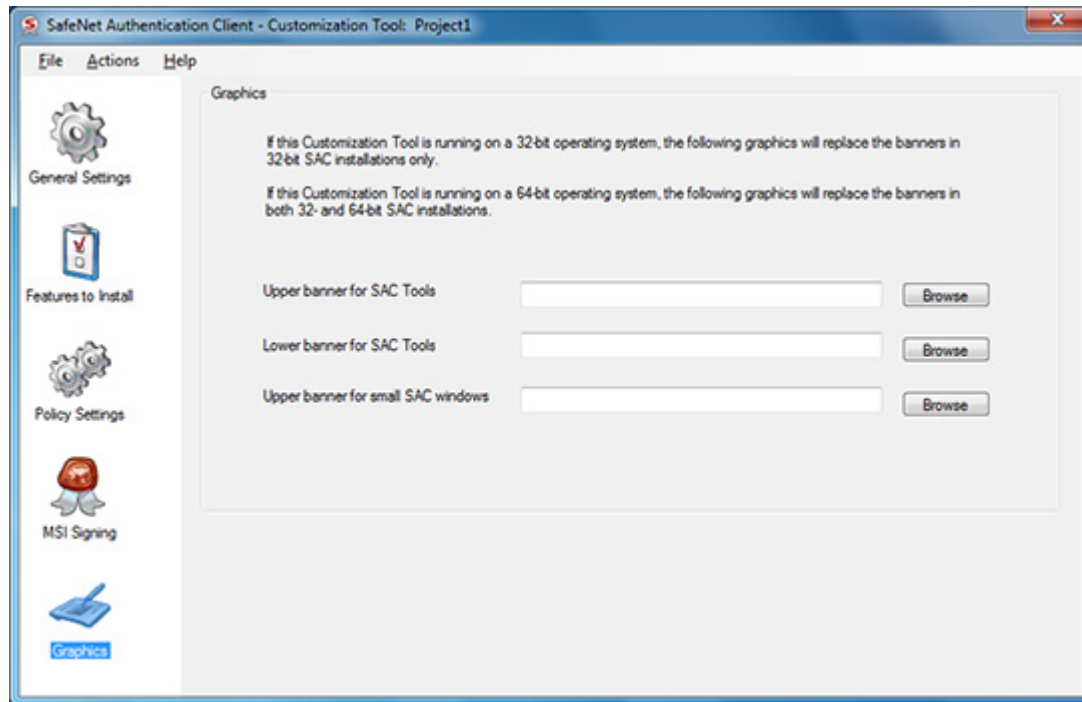 SafeNet Authentication Client - Customization Tool: Project1
File Actions Help
General Settings
Features to Install
Policy Settings
MSI Signing
Graphics
Graphics
If this Customization Tool is running on a 32-bit operating system, the following graphics will replace the banners in
32-bit SAC installations only.
If this Customization Tool is running on a 64-bit operating system, the following graphics will replace the banners in
both 32- and 64-bit SAC installations.
Upper banner for SAC Tools
Browse
Lower banner for SAC Tools
Browse
Upper banner for small SAC windows
Browse